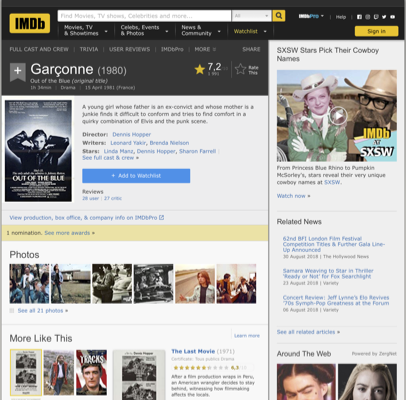 IMDb
Find Movies, TV shows, Celebrities and more...
All
IMDbPro
Help
Movies, TV
& Showtimes
Celebs, Events
& Photos
News &
Community
Watchlist
Sign in
FULL CAST AND CREW | TRIVIA | USER REVIEWS | IMDbPro | MORE
SHARE
Garçonne (1980)
Out of the Blue (original title)
1h 34min | Drama | 15 April 1981 (France)
7,2
Rate
This
A young girl whose father is an ex-convict and whose mother is a
junkie finds it difficult to conform and tries to find comfort in a
quirky combination of Elvis and the punk scene.
Director: Dennis Hopper
Writers: Leonard Yakir, Brenda Nielson
Stars: Linda Manz, Dennis Hopper, Sharon Farrell |
See full cast & crew »
+ Add to Watchlist
Reviews
28 user | 27 critic
OUT OF THE BLUE
View production, box office, & company info on IMDbPro
1 nomination. See more awards »
Photos
See all 21 photos »
More Like This
Learn more
TRACKS
The Last Movie (1971)
6,3
After a film production wraps in Peru,
an American wrangler decides to stay
behind, witnessing how filmmaking
affects the locals.
SXSW Stars Pick Their Cowboy
Names
IMDb
AT
SXSW
From Princess Blue Rhino to Pumpkin
McSorley's, stars reveal their very unique
cowboy names at SXSW.
Watch now »
Related News
62nd BFI London Film Festival
Competition Titles & Further Gala Line-
Up Announced
30 August 2018 | The Hollywood News
Samara Weaving to Star in Thriller
'Ready or Not' for Fox Searchlight
23 August 2018 | Variety
Concert Review: Jeff Lynne's Elo Revives
'70s Symph-Pop Greatness at the Forum
06 August 2018 | Variety
See all related articles »
Around The Web
Powered by ZergNet